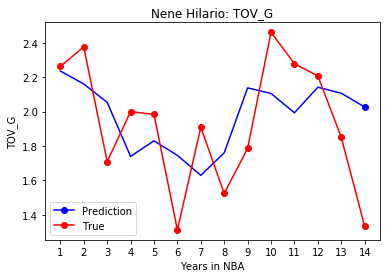 Nene Hilario: TOV_G
TOV_G
2.4
2.2
2.0
1.8
1.6
1.4
Prediction
True
1 2 3 4 5 6 7 8 9 10 11 12 13 14
Years in NBA